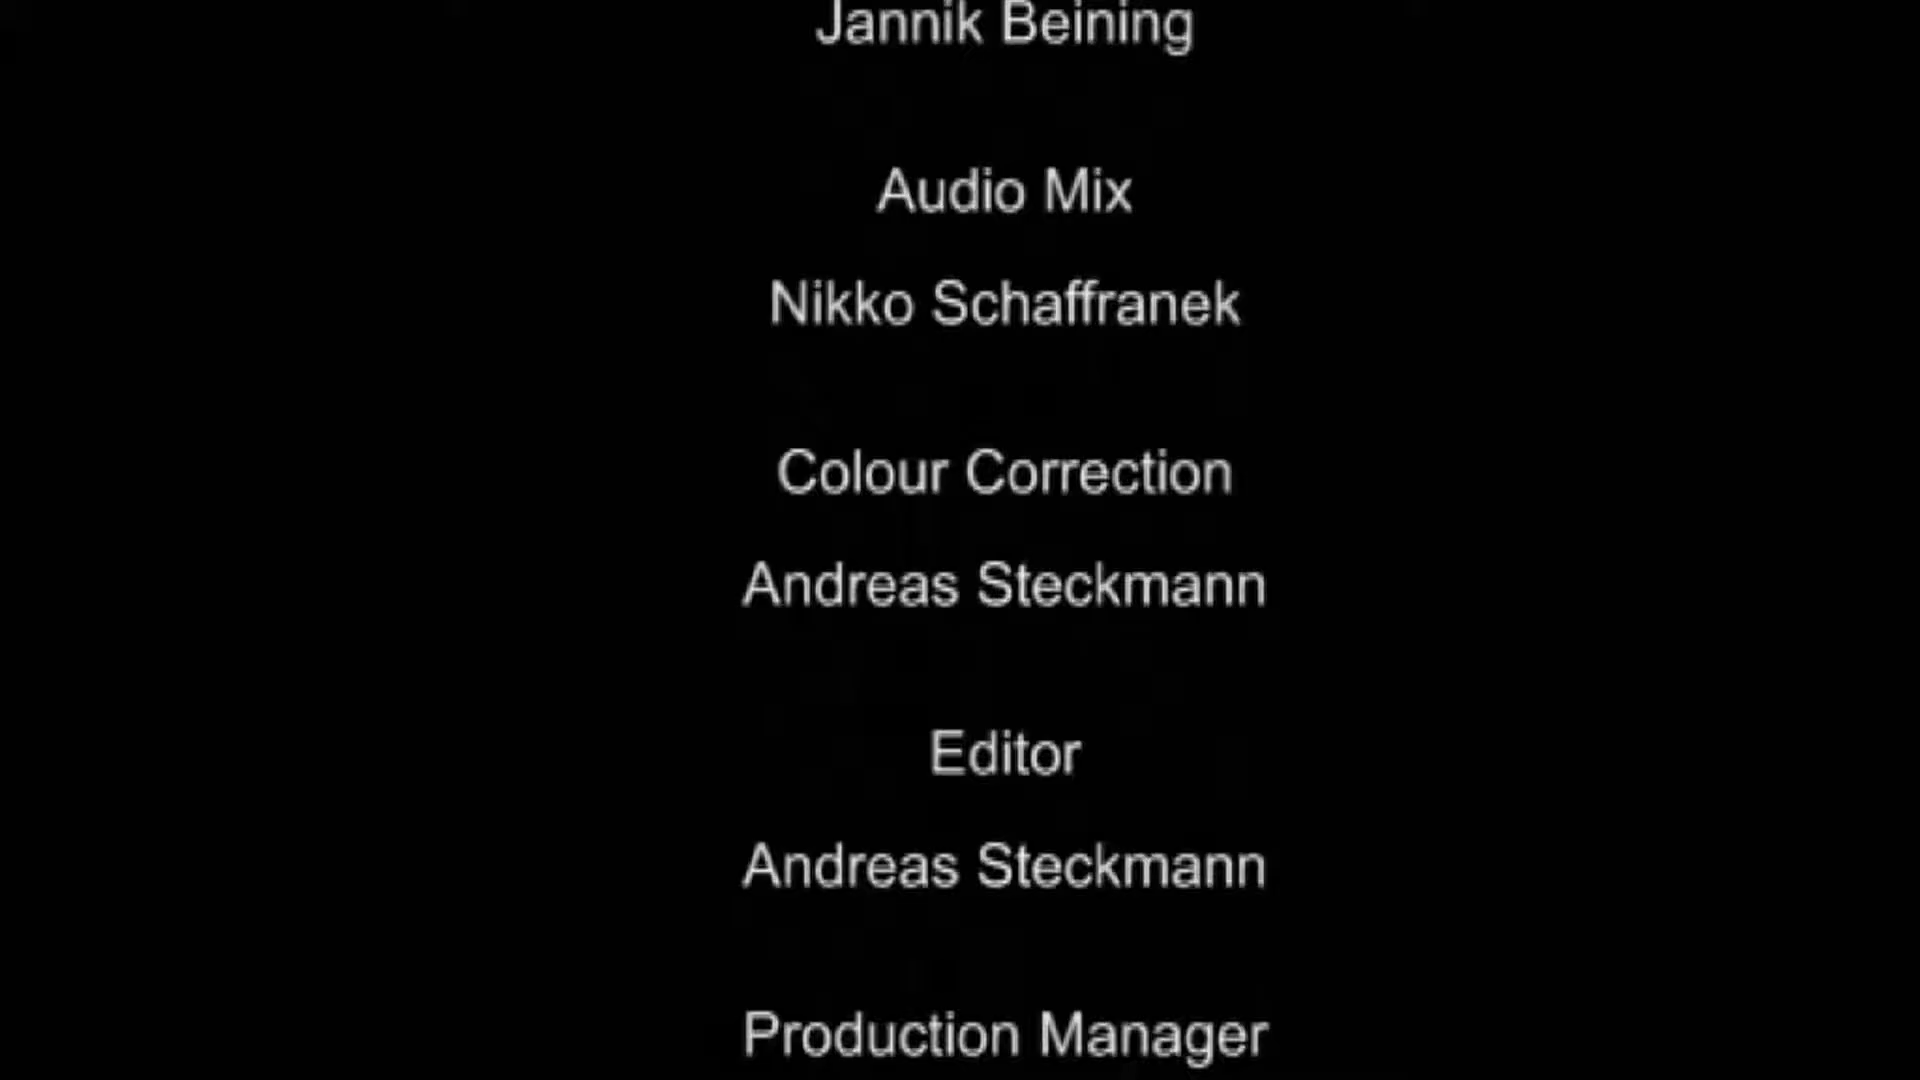 Jannik Beining
Audio Mix
Nikko Schaffranek
Colour Correction
Andreas Steckmann
Editor
Andreas Steckmann
Production Manager